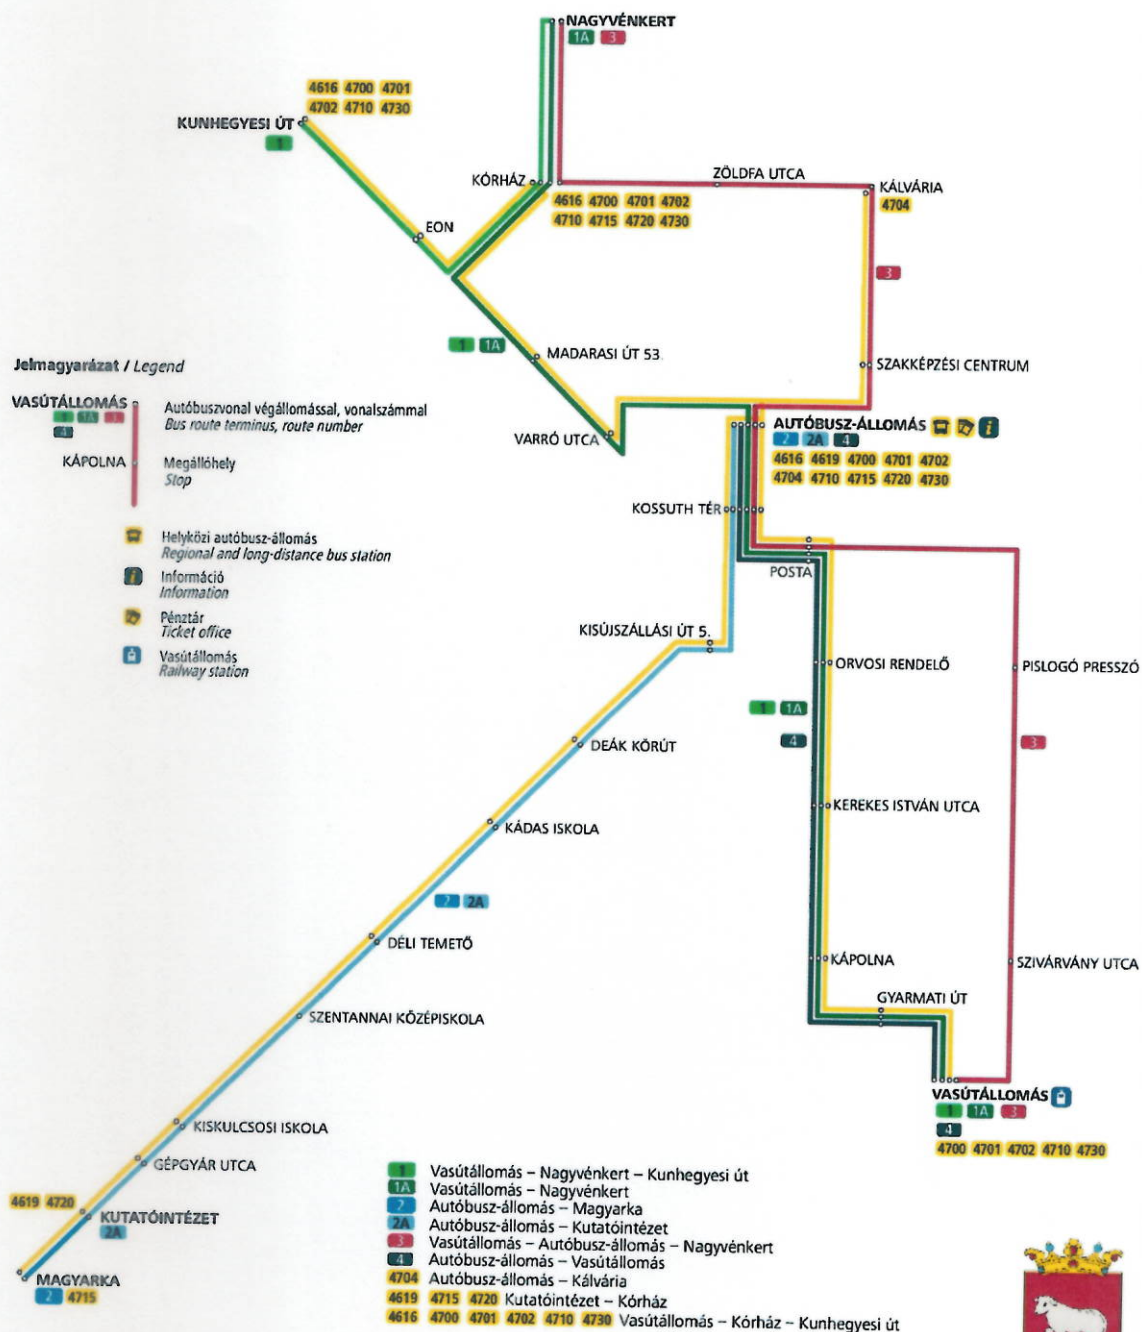 NAGYVÉNKERT
1A 3
4616 4700 4701
4702 4710 4730
KUNHEGYESI ÚT
1
KÓRHÁZ
ZÖLDFA UTCA
KÁLVÁRIA
4704
4616 4700 4701 4702
4710 4715 4720 4730
EON
3
1 1A
MADARASI ÚT 53.
SZAKKÉPZÉSI CENTRUM
Jelmagyarázat / Legend
VASÚTÁLLOMÁS
1 1A 3
4
Autóbuszvonal végállomással, vonalszámmal
Bus route terminus, route number
KÁPOLNA
Megállóhely
Stop
Helyközi autóbusz-állomás
Regional and long-distance bus station
i
Információ
Information
Pénztár
Ticket office
Vasútállomás
Railway station
VARRÓ UTCA
AUTÓBUSZ-ÁLLOMÁS i
2 2A 4
4616 4619 4700 4701 4702
4704 4710 4715 4720 4730
KOSSUTH TÉR
POSTA
KISÚJSZÁLLÁSI ÚT 5.
ORVOSI RENDELŐ
PISLOGÓ PRESSZÓ
1 1A
4
3
DEÁK KÖRÚT
KEREKES ISTVÁN UTCA
KÁDAS ISKOLA
2 2A
DÉLI TEMETŐ
KÁPOLNA
SZIVÁRVÁNY UTCA
GYARMATI ÚT
SZENTANNAI KÖZÉPISKOLA
VASÚTÁLLOMÁS
1 1A 3
4
4700 4701 4702 4710 4730
KISKULCSOSI ISKOLA
GÉPGYÁR UTCA
4619 4720
KUTATÓINTÉZET
2A
MAGYARKA
2 4715
1 Vasútállomás – Nagyvénkert – Kunhegyesi út
1A Vasútállomás – Nagyvénkert
2 Autóbusz-állomás – Magyarka
2A Autóbusz-állomás – Kutatóintézet
3 Vasútállomás – Autóbusz-állomás – Nagyvénkert
4 Autóbusz-állomás – Vasútállomás
4704 Autóbusz-állomás – Kálvária
4619 4715 4720 Kutatóintézet – Kórház
4616 4700 4701 4702 4710 4730 Vasútállomás – Kórház – Kunhegyesi út